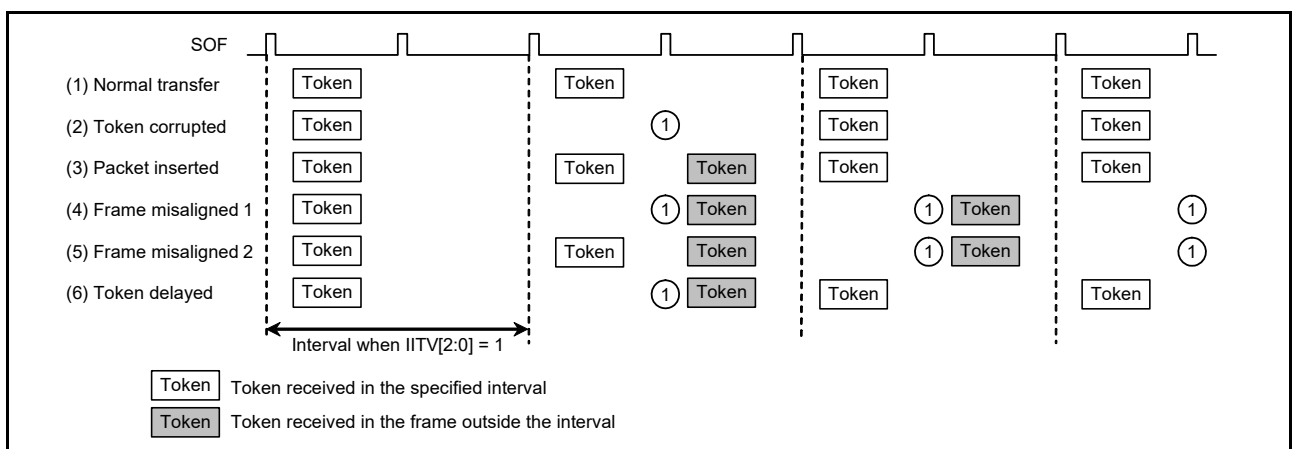 SOF
(1) Normal transfer Token Token Token Token
(2) Token corrupted Token 1 Token Token
(3) Packet inserted Token Token Token Token Token
(4) Frame misaligned 1 Token 1 Token 1 Token 1
(5) Frame misaligned 2 Token Token Token 1 Token 1
(6) Token delayed Token 1 Token Token Token
Interval when IITV[2:0] = 1
Token Token received in the specified interval
Token Token received in the frame outside the interval